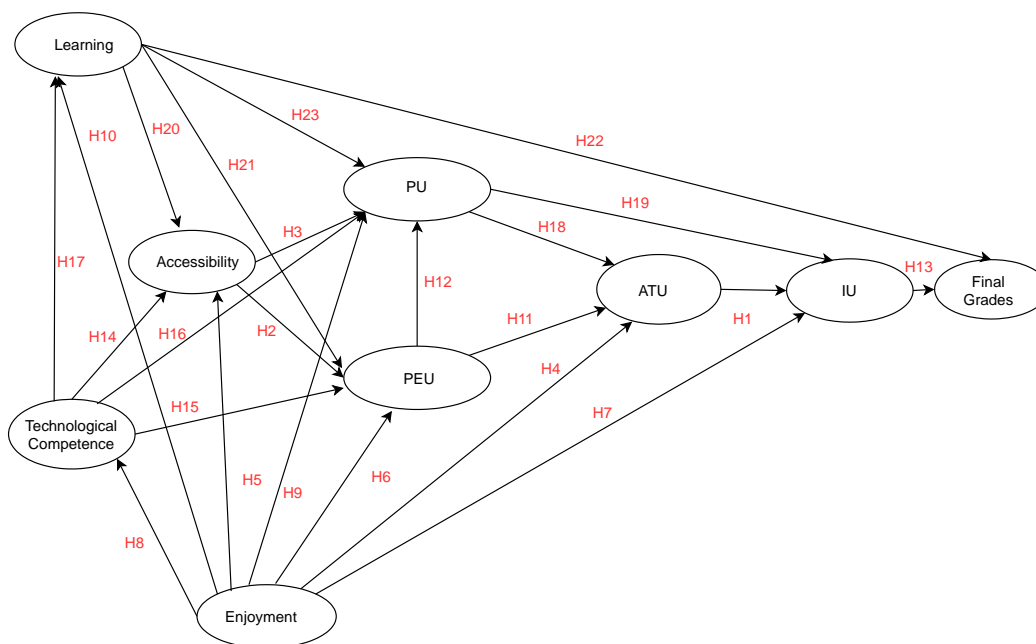 Learning
H10
H20
H23
H22
H21
PU
H19
H3
H18
Accessibility
H17
H12
ATU
IU
H13
Final
Grades
H14
H16
H2
H11
H1
PEU
H4
H15
H7
Technological
Competence
H5
H9
H6
H8
Enjoyment